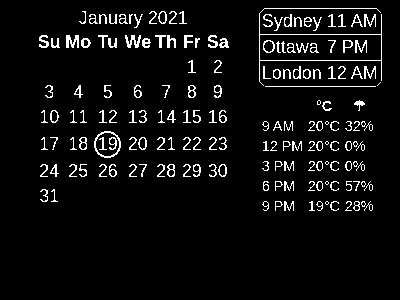 January 2021
Su Mo Tu We Th Fr Sa
1 2
3 4 5 6 7 8 9
10 11 12 13 14 15 16
17 18 19 20 21 22 23
24 25 26 27 28 29 30
31
Sydney 11 AM
Ottawa 7 PM
London 12 AM
°C ☂
9 AM 20°C 32%
12 PM 20°C 0%
3 PM 20°C 0%
6 PM 20°C 57%
9 PM 19°C 28%